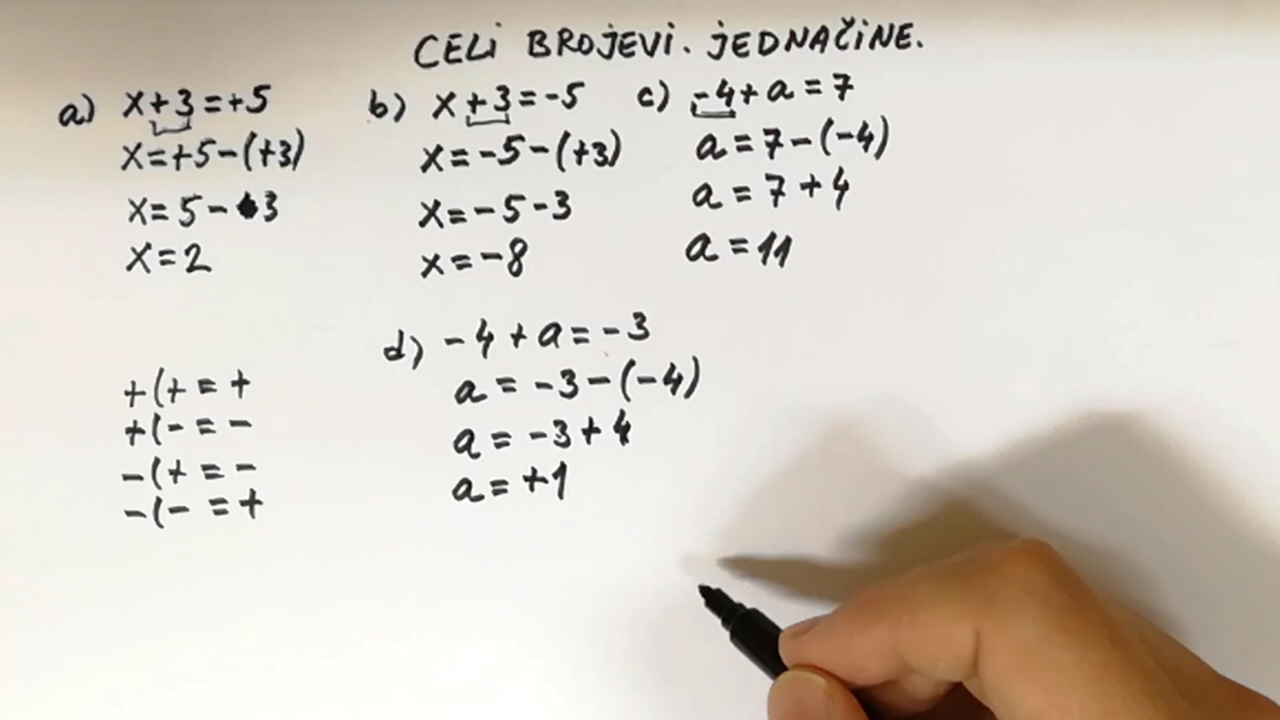 CELI BROJEVI. JEDNAČINE.
a) x+3=+5
x=+5-(+3)
x=5-3
x=2
b) x+3=-5
x=-5-(+3)
x=-5-3
x=-8
c) -4+a=7
a=7-(-4)
a=7+4
a=11
+(+=+
+(-=-
-(+=-
-(-=+
d) -4+a=-3
a=-3-(-4)
a=-3+4
a=+1